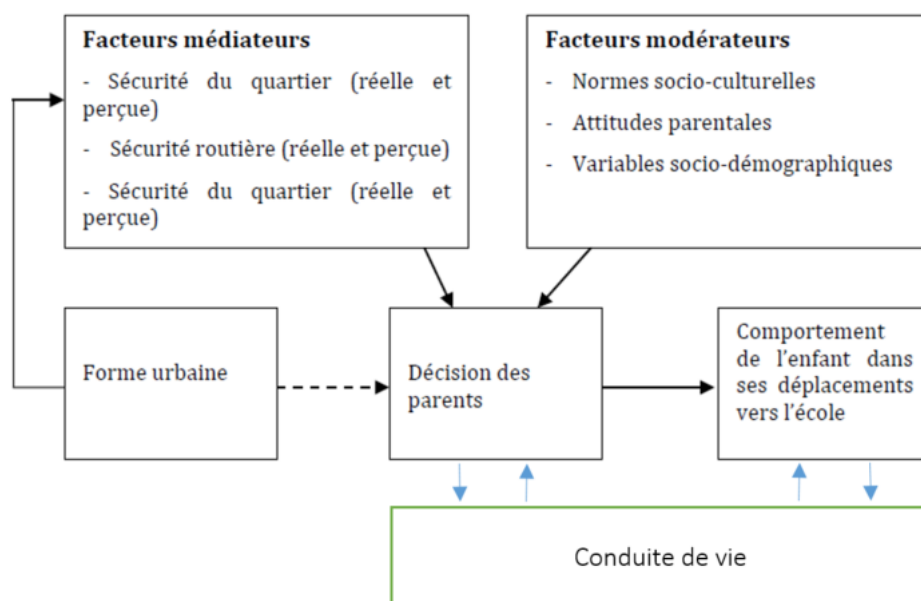 Facteurs médiateurs
- Sécurité du quartier (réelle et
perçue)
- Sécurité routière (réelle et perçue)
- Sécurité du quartier (réelle et
perçue)
Facteurs modérateurs
- Normes socio-culturelles
- Attitudes parentales
- Variables socio-démographiques
Forme urbaine
Décision des
parents
Comportement
de l'enfant dans
ses déplacements
vers l'école
Conduite de vie